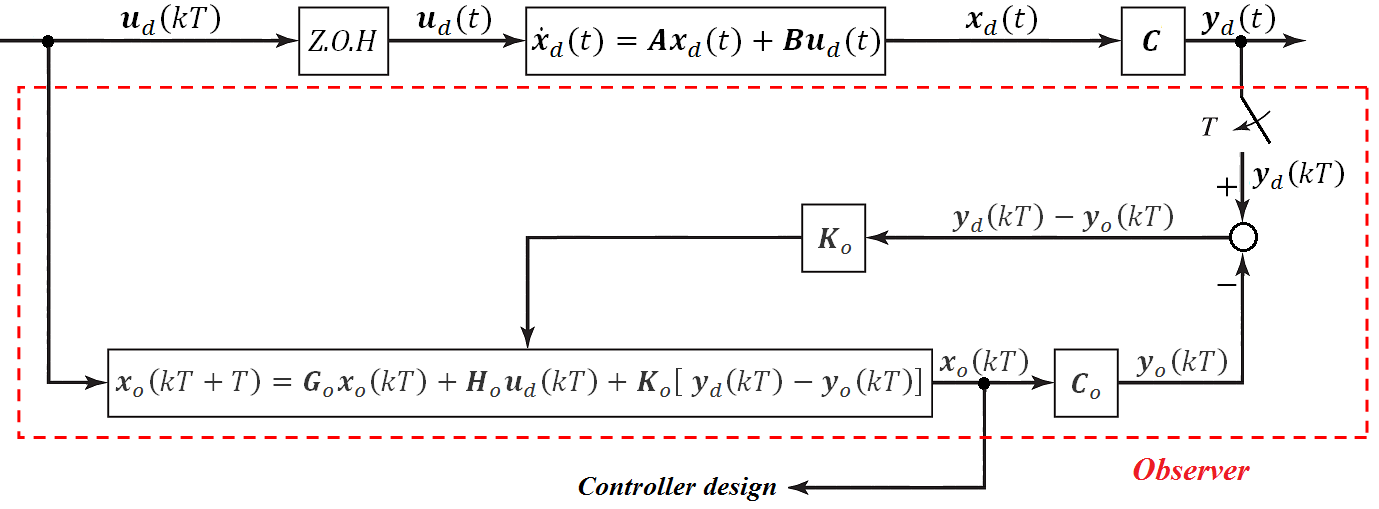 𝒖_d(kT)
Z.O.H
𝒖_d(t)
ẋ_d(t) = Ax_d(t) + Bu_d(t)
x_d(t)
C
y_d(t)
T
+
y_d(kT)
y_d(kT) − y_o(kT)
K_o
−
x_o(kT + T) = G_o x_o(kT) + H_o u_d(kT) + K_o[ y_d(kT) − y_o(kT)]
x_o(kT)
C_o
y_o(kT)
Observer
Controller design